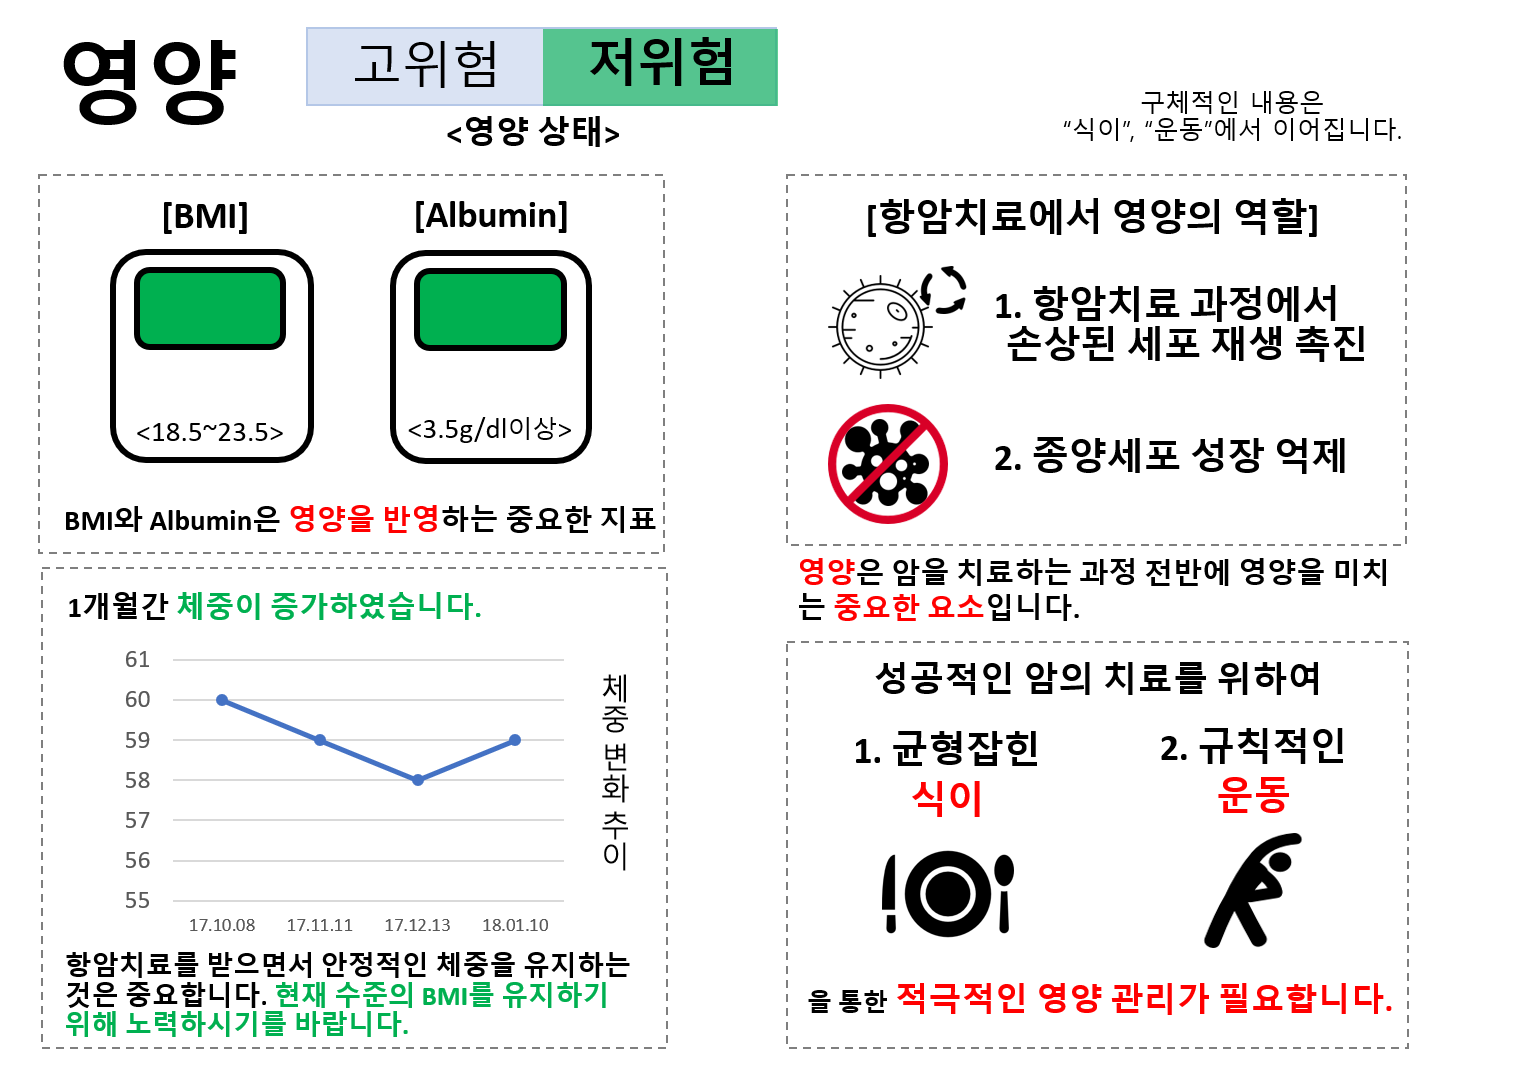 영양
고위험
저위험
<영양 상태>
구체적인 내용은
“식이”, “운동”에서 이어집니다.
[BMI]
[Albumin]
<18.5~23.5>
<3.5g/dl이상>
BMI와 Albumin은 영양을 반영하는 중요한 지표
1개월간 체중이 증가하였습니다.
61
60
59
58
57
56
55
17.10.08
17.11.11
17.12.13
18.01.10
체중 변화 추이
항암치료를 받으면서 안정적인 체중을 유지하는
것은 중요합니다. 현재 수준의 BMI를 유지하기
위해 노력하시기를 바랍니다.
[항암치료에서 영양의 역할]
1. 항암치료 과정에서
손상된 세포 재생 촉진
2. 종양세포 성장 억제
영양은 암을 치료하는 과정 전반에 영양을 미치
는 중요한 요소입니다.
성공적인 암의 치료를 위하여
1. 균형잡힌
식이
2. 규칙적인
운동
을 통한 적극적인 영양 관리가 필요합니다.